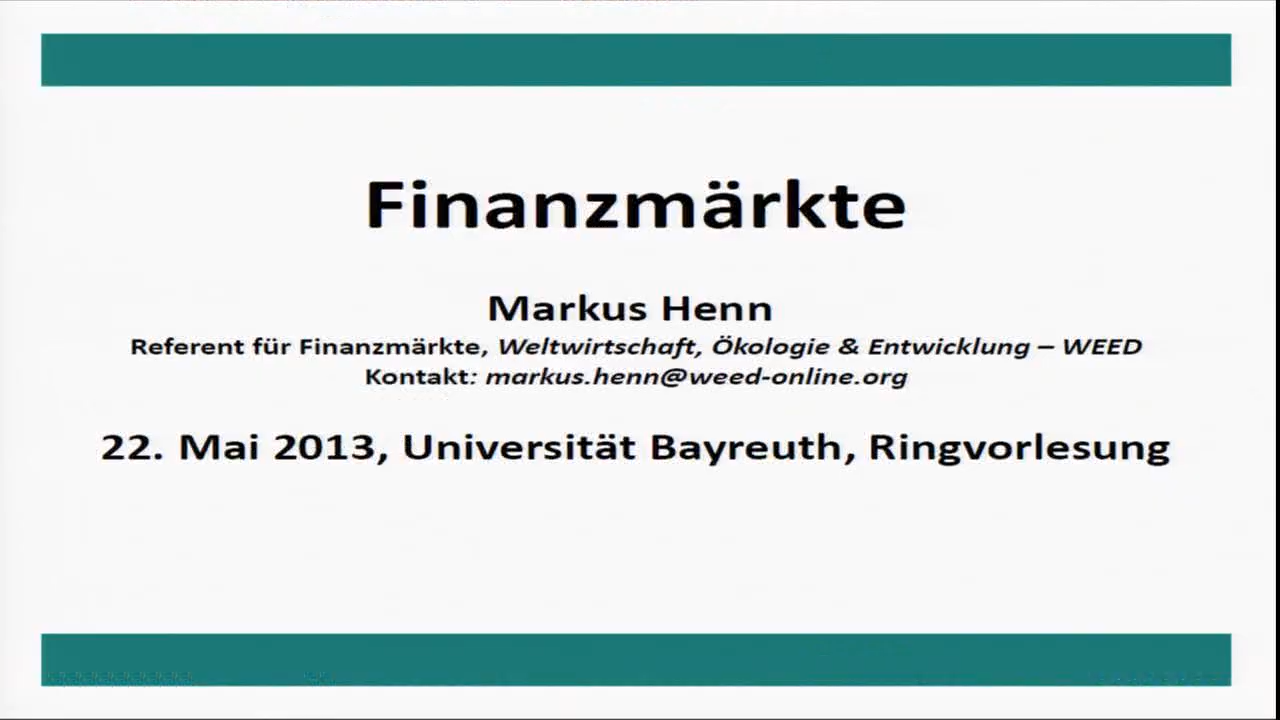 Finanzmärkte
Markus Henn
Referent für Finanzmärkte, Weltwirtschaft, Ökologie & Entwicklung – WEED
Kontakt: markus.henn@weed-online.org
22. Mai 2013, Universität Bayreuth, Ringvorlesung